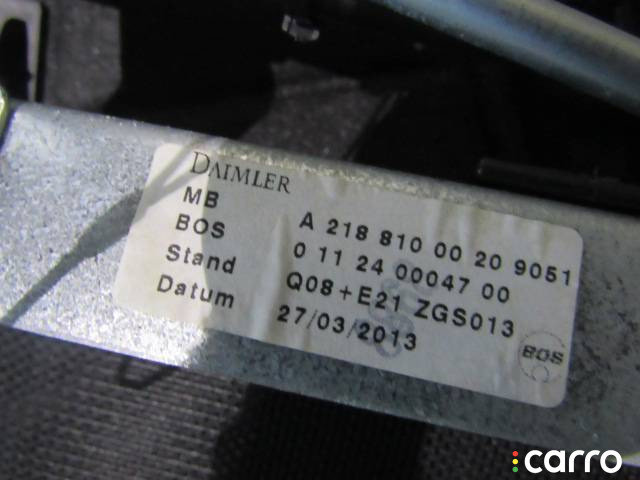 DAIMLER
MB A 218 810 00 20 9051
BOS 0 11 24 00047 00
Stand Q08+E21 ZGS013
Datum 27/03/2013
BOS
carro